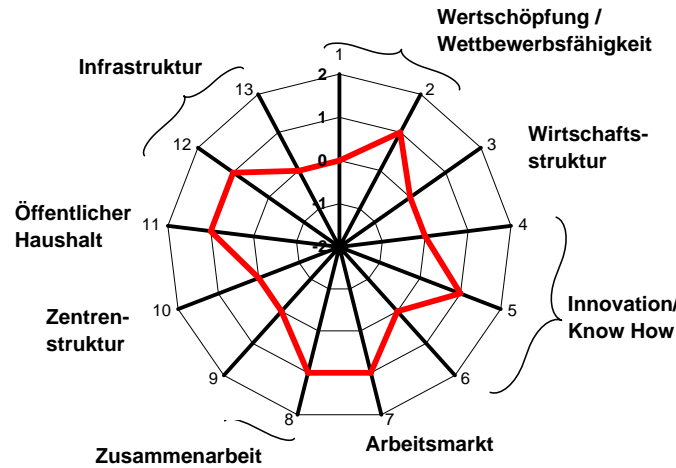 Wertschöpfung /
Wettbewerbsfähigkeit
1
2
Infrastruktur
13
2
3
1
12
Wirtschafts-
struktur
0
Öffentlicher
Haushalt
11
4
-1
-2
Zentren-
struktur
10
5
Innovation/
Know How
9
6
8
7
Arbeitsmarkt
Zusammenarbeit